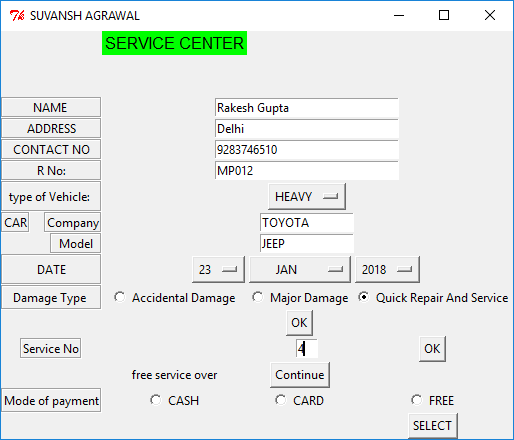 SUVANSH AGRAWAL
SERVICE CENTER
NAME Rakesh Gupta
ADDRESS Delhi
CONTACT NO 9283746510
R No: MP012
type of Vehicle: HEAVY
CAR Company TOYOTA
Model JEEP
DATE 23 JAN 2018
Damage Type Accidental Damage Major Damage Quick Repair And Service
OK
Service No 4 OK
free service over Continue
Mode of payment CASH CARD FREE
SELECT